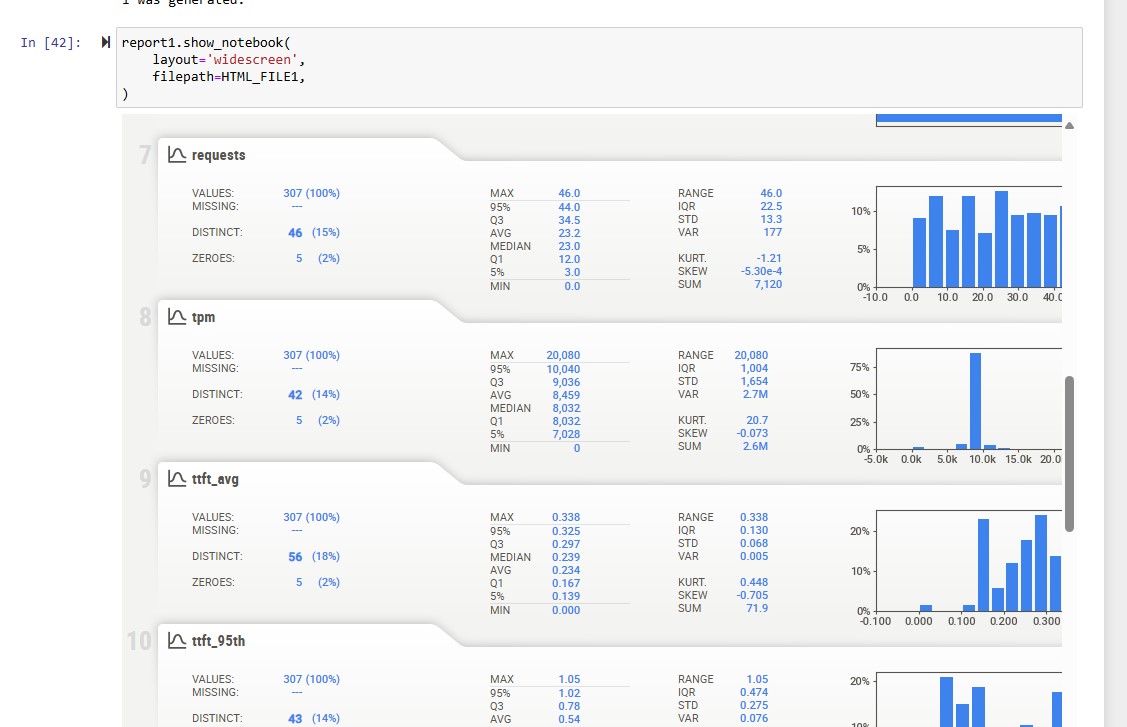 I was generated.
In [42]:
report1.show_notebook(
layout='widescreen',
filepath=HTML_FILE1,
)
7 requests
VALUES: 307 (100%)
MISSING: ---
DISTINCT: 46 (15%)
ZEROES: 5 (2%)
MAX 46.0
95% 44.0
Q3 34.5
AVG 23.2
MEDIAN 23.0
Q1 12.0
5% 3.0
MIN 0.0
RANGE 46.0
IQR 22.5
STD 13.3
VAR 177
KURT. -1.21
SKEW -5.30e-4
SUM 7,120
10%
5%
0%
-10.0 0.0 10.0 20.0 30.0 40.0
8 tpm
VALUES: 307 (100%)
MISSING: ---
DISTINCT: 42 (14%)
ZEROES: 5 (2%)
MAX 20,080
95% 10,040
Q3 9,036
AVG 8,459
MEDIAN 8,032
Q1 8,032
5% 7,028
MIN 0
RANGE 20,080
IQR 1,004
STD 1,654
VAR 2.7M
KURT. 20.7
SKEW -0.073
SUM 2.6M
75%
50%
25%
0%
-5.0k 0.0k 5.0k 10.0k 15.0k 20.0
9 ttft_avg
VALUES: 307 (100%)
MISSING: ---
DISTINCT: 56 (18%)
ZEROES: 5 (2%)
MAX 0.338
95% 0.325
Q3 0.297
MEDIAN 0.239
AVG 0.234
Q1 0.167
5% 0.139
MIN 0.000
RANGE 0.338
IQR 0.130
STD 0.068
VAR 0.005
KURT. 0.448
SKEW -0.705
SUM 71.9
20%
10%
0%
-0.100 0.000 0.100 0.200 0.300
10 ttft_95th
VALUES: 307 (100%)
MISSING: ---
DISTINCT: 43 (14%)
MAX 1.05
95% 1.02
Q3 0.78
AVG 0.54
RANGE 1.05
IQR 0.474
STD 0.275
VAR 0.076
20%
10%